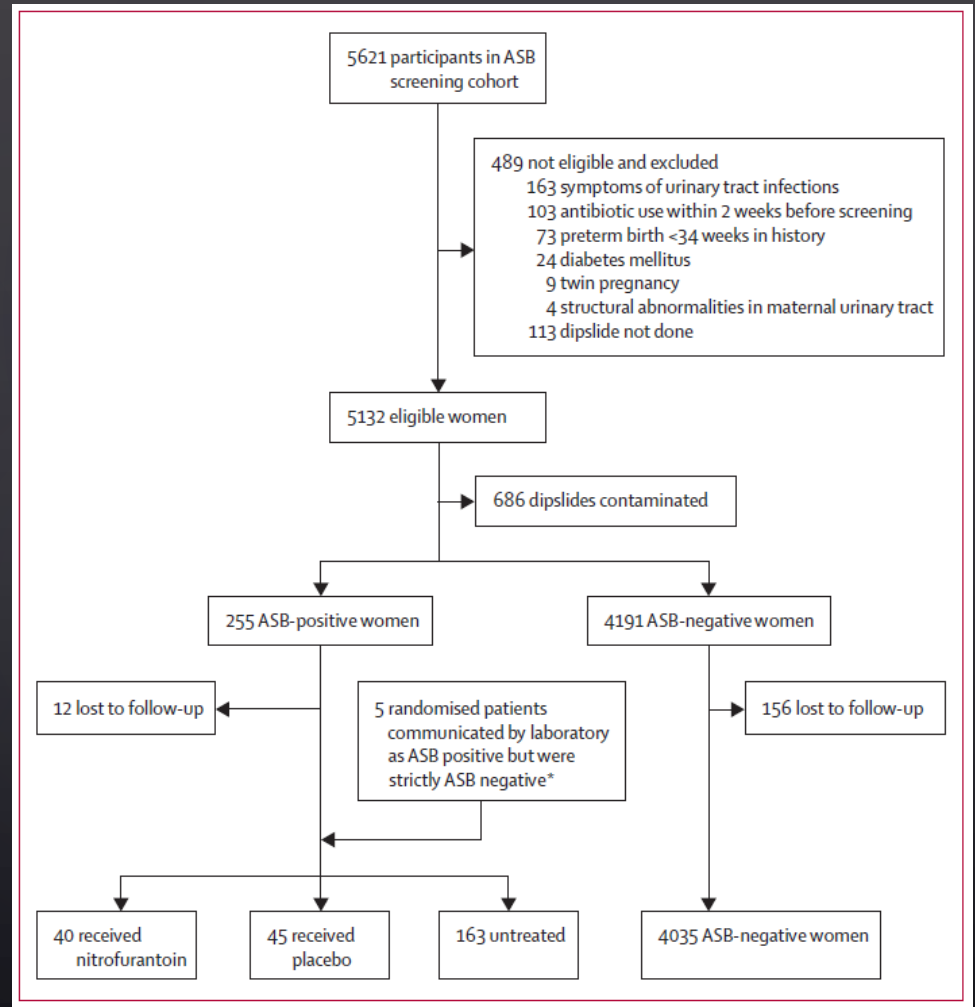 5621 participants in ASB
screening cohort
489 not eligible and excluded
163 symptoms of urinary tract infections
103 antibiotic use within 2 weeks before screening
73 preterm birth <34 weeks in history
24 diabetes mellitus
9 twin pregnancy
4 structural abnormalities in maternal urinary tract
113 dipslide not done
5132 eligible women
686 dipslides contaminated
255 ASB-positive women
4191 ASB-negative women
12 lost to follow-up
5 randomised patients
communicated by laboratory
as ASB positive but were
strictly ASB negative*
156 lost to follow-up
40 received
nitrofurantoin
45 received
placebo
163 untreated
4035 ASB-negative women